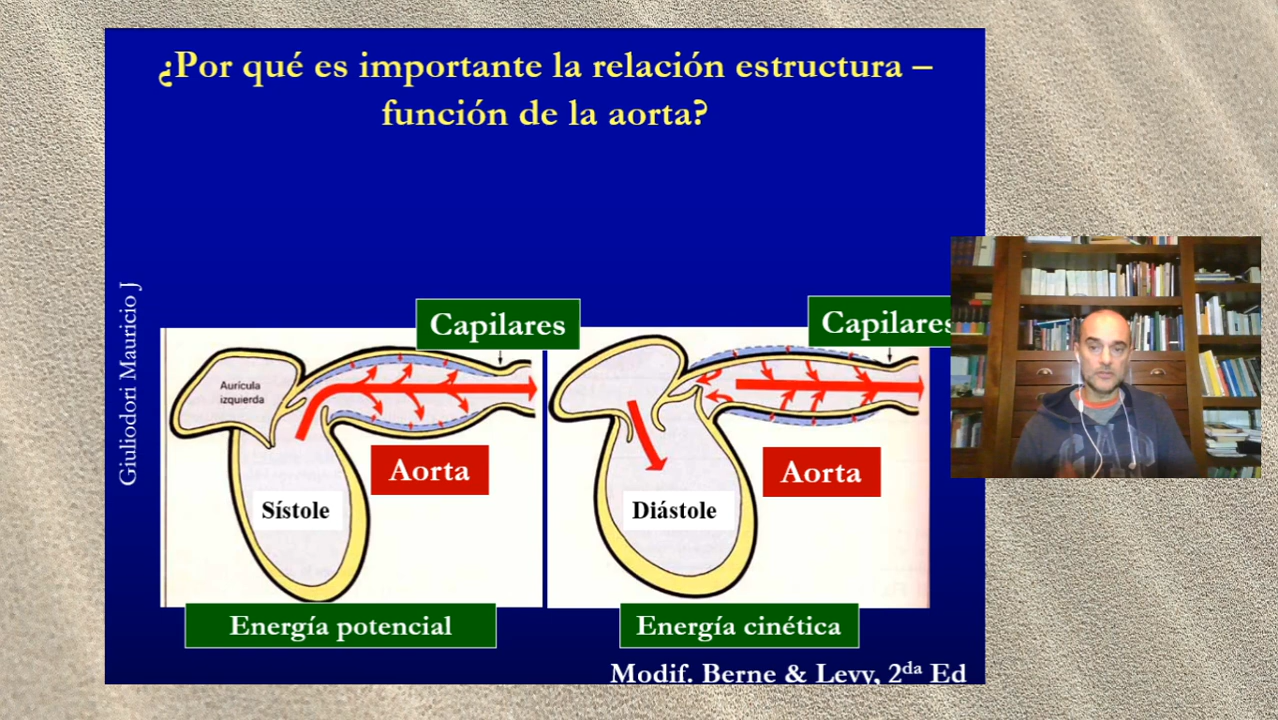 ¿Por qué es importante la relación estructura –
función de la aorta?
Giuliodori Mauricio J
Capilares
Capilares
Aurícula
izquierda
Aorta
Aorta
Sístole
Diástole
Energía potencial
Energía cinética
Modif. Berne & Levy, 2da Ed